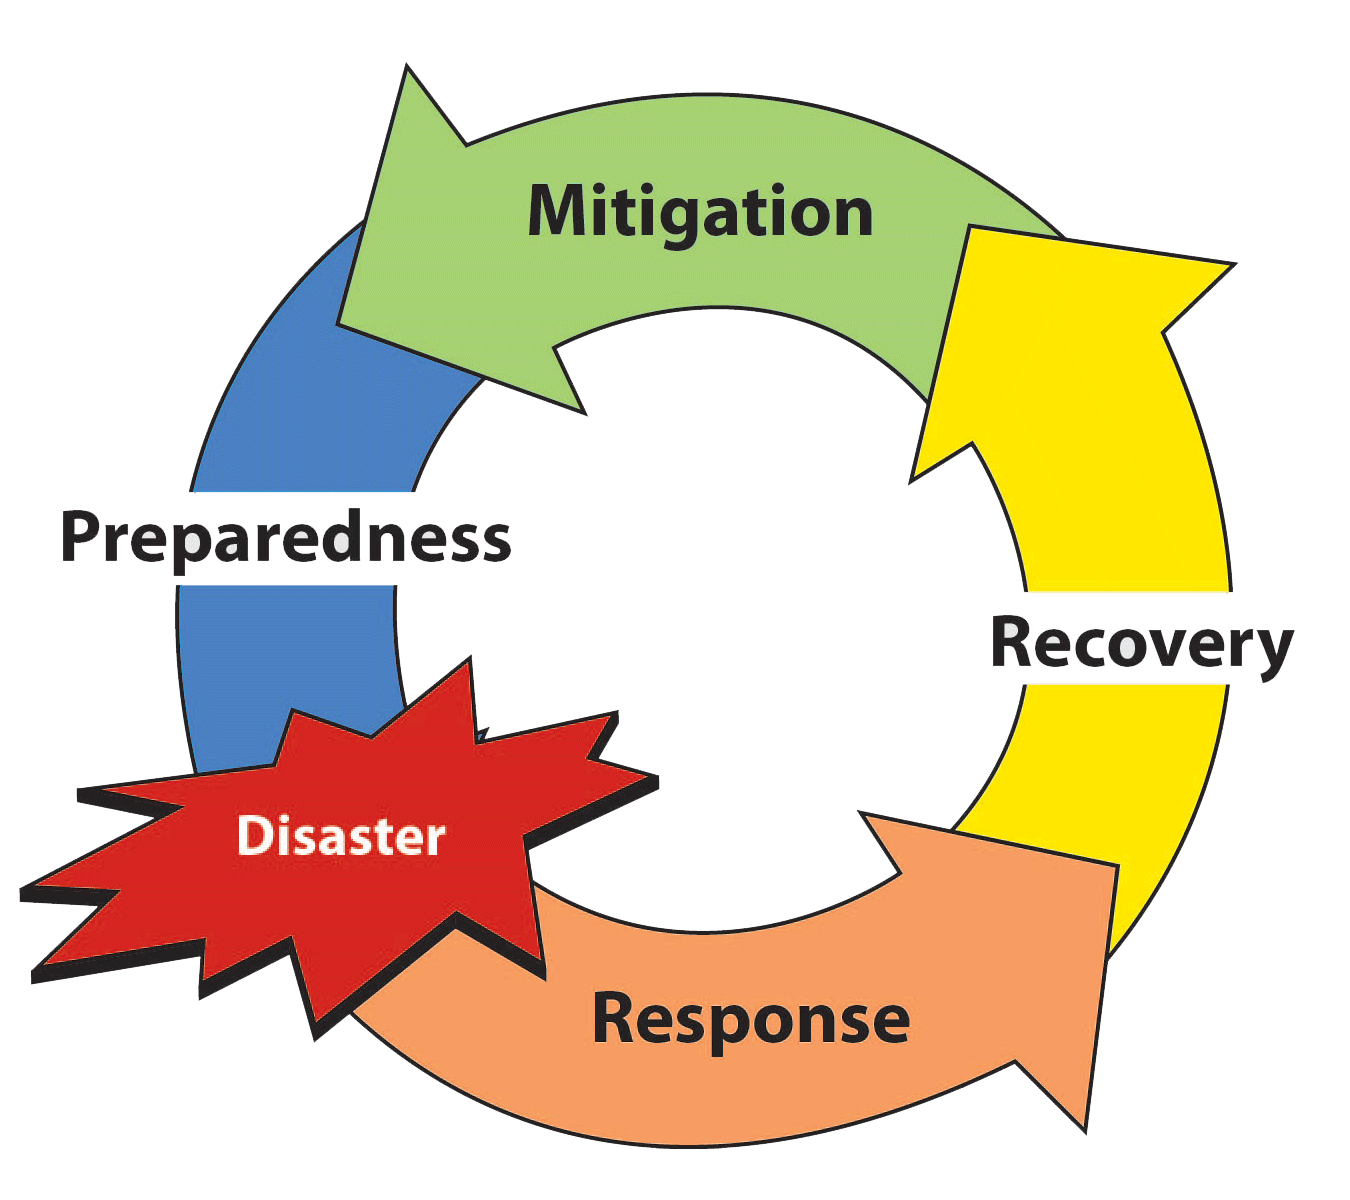 Mitigation
Preparedness
Recovery
Disaster
Response